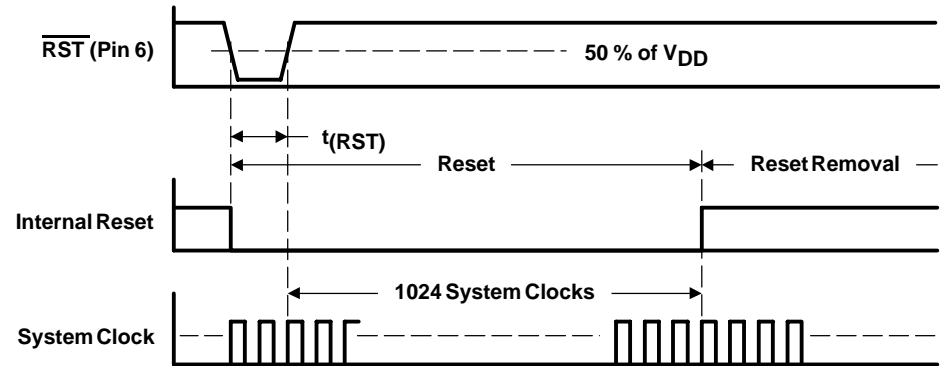 RST (Pin 6)
50 % of VDD
t(RST)
Reset
Reset Removal
Internal Reset
1024 System Clocks
System Clock